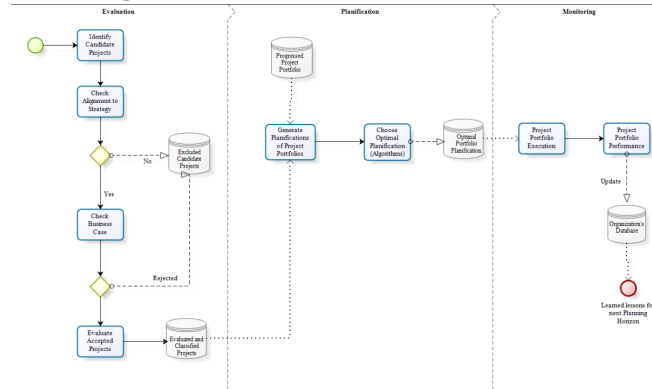 Evaluation
Planification
Monitoring
Identify
Candidate
Projects
Check
Alignment to
Strategy
No
Excluded
Candidate
Projects
Yes
Check
Business
Case
Rejected
Evaluate
Accepted
Projects
Evaluated and
Classified
Projects
Progressed
Project
Portfolio
Generate
Planifications
of Project
Portfolios
Choose
Optimal
Planification
(Algorithms)
Optimal
Portfolio
Planification
Project
Portfolio
Execution
Project
Portfolio
Performance
Update
Organization's
Database
Learned lessons fo
next Planning
Horizon